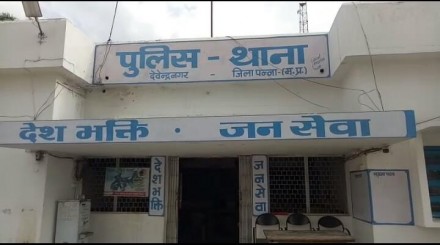 पुलिस - थाना
देवेन्द्रनगर - जिला पन्ना-(म.प्र.)
देश भक्ति · जन सेवा
देश भक्ति
जन सेवा